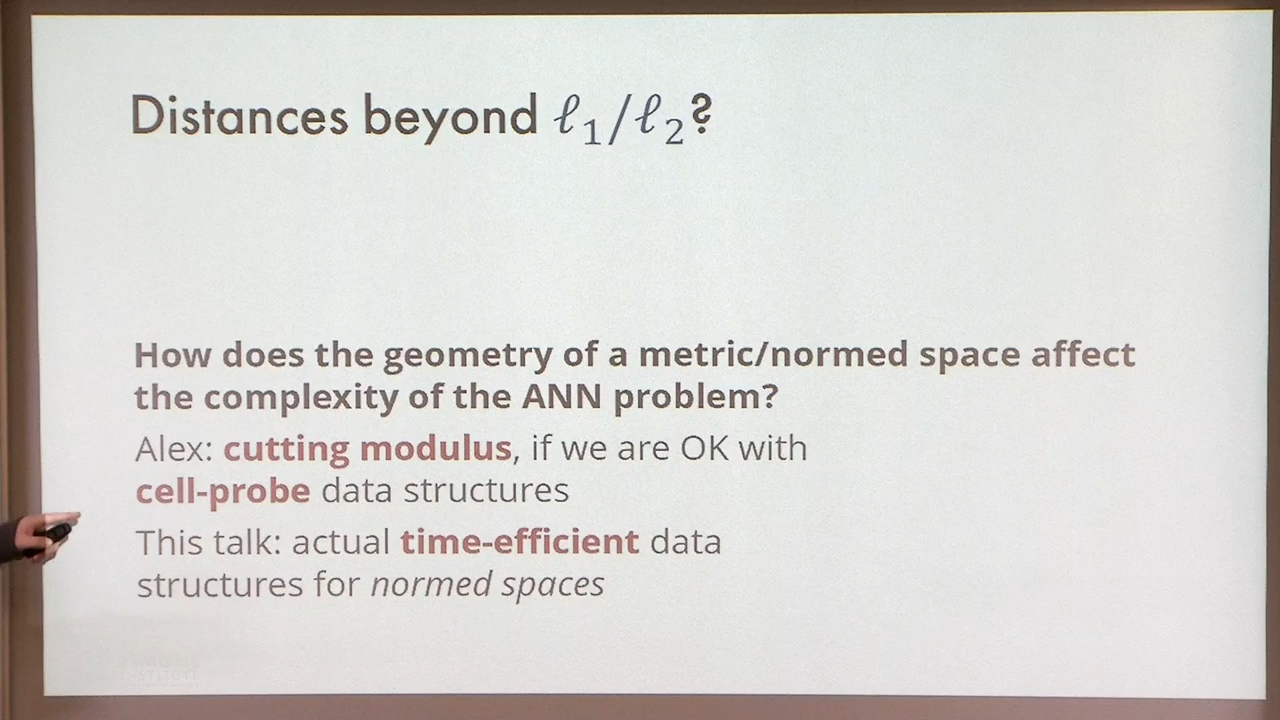 Distances beyond ℓ₁/ℓ₂?
How does the geometry of a metric/normed space affect
the complexity of the ANN problem?
Alex: cutting modulus, if we are OK with
cell-probe data structures
This talk: actual time-efficient data
structures for normed spaces
INSTITUTE